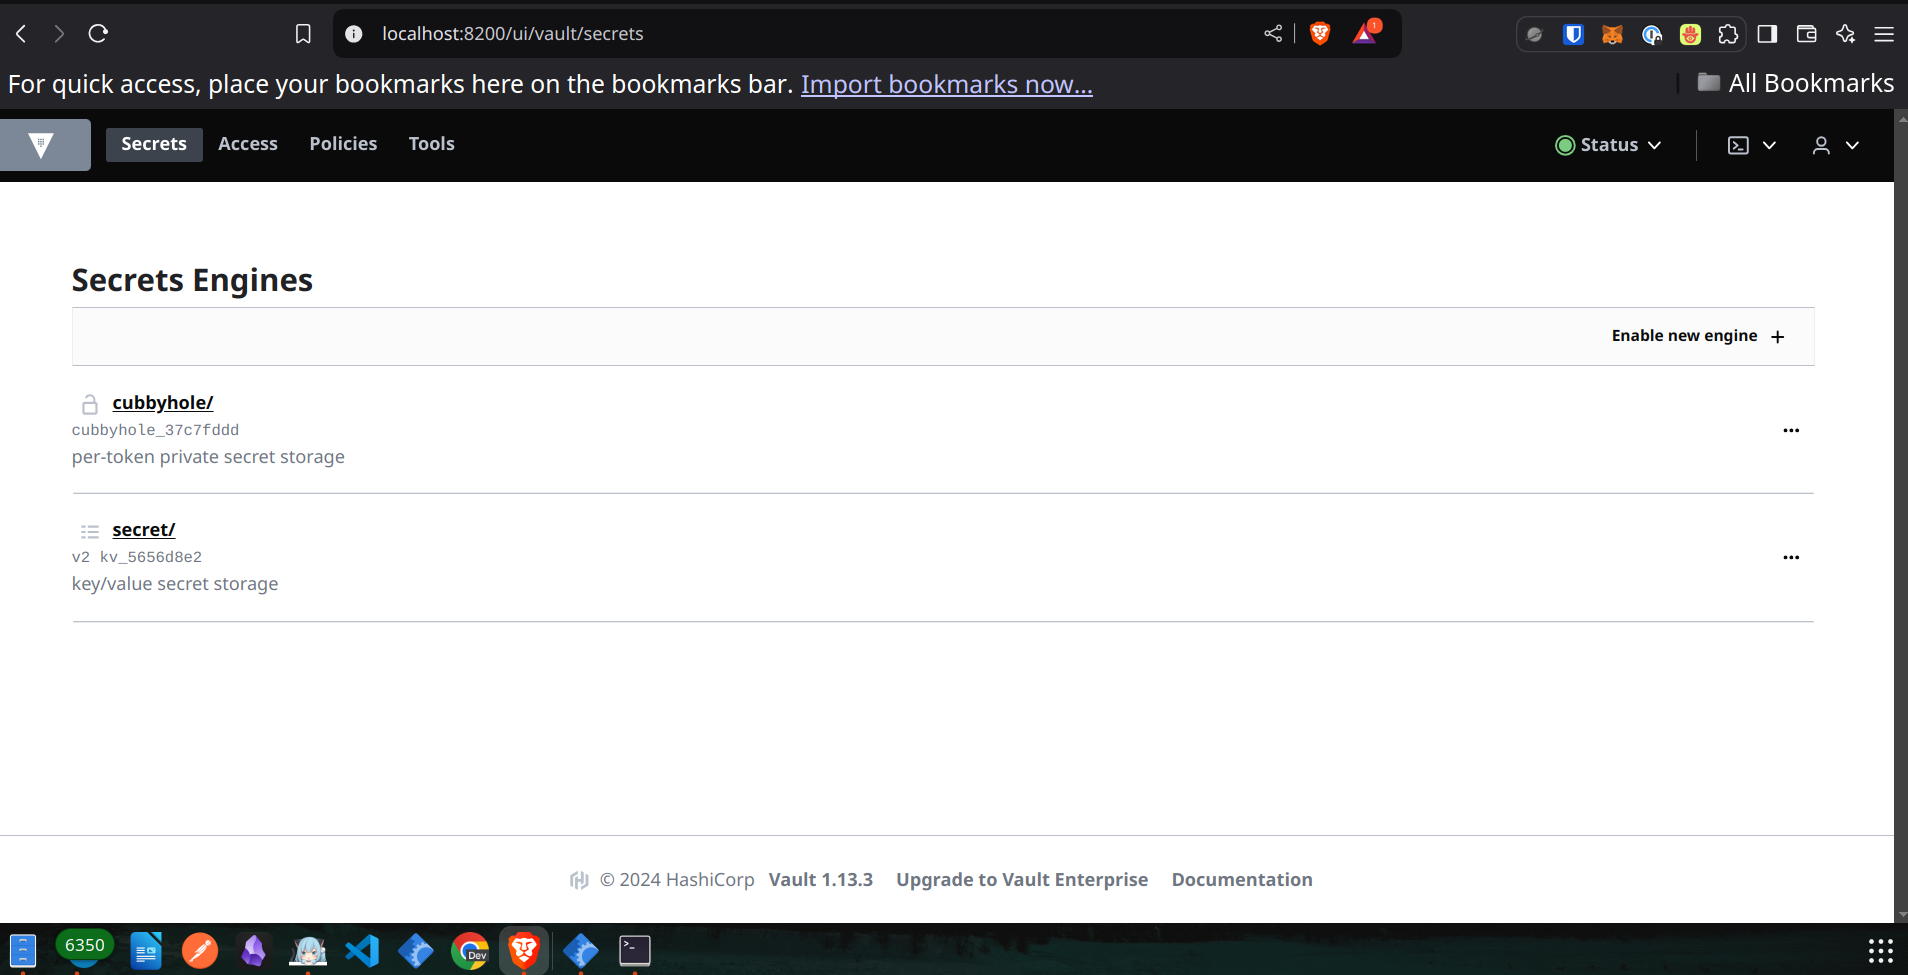 localhost:8200/ui/vault/secrets
1
For quick access, place your bookmarks here on the bookmarks bar. Import bookmarks now...
All Bookmarks
Secrets Access Policies Tools
Status
Secrets Engines
Enable new engine +
cubbyhole/
cubbyhole_37c7fddd
per-token private secret storage
secret/
v2 kv_5656d8e2
key/value secret storage
© 2024 HashiCorp Vault 1.13.3 Upgrade to Vault Enterprise Documentation
6350
Dev